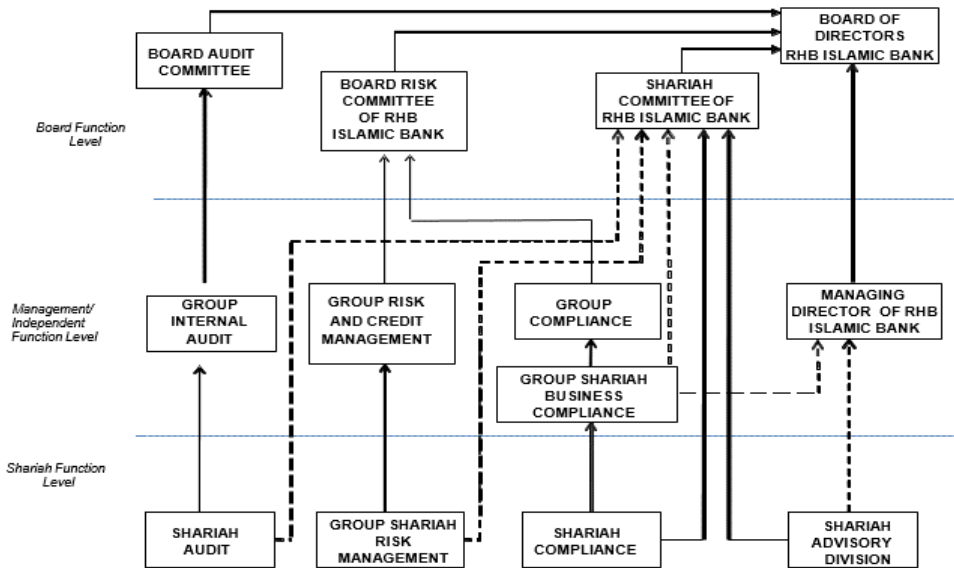 BOARD OF
DIRECTORS
RHB ISLAMIC BANK
BOARD AUDIT
COMMITTEE
BOARD RISK
COMMITTEE
OF RHB
ISLAMIC BANK
SHARIAH
COMMITTEE OF
RHB ISLAMIC BANK
Board Function
Level
Management/
Independent
Function Level
GROUP
INTERNAL
AUDIT
GROUP RISK
AND CREDIT
MANAGEMENT
GROUP
COMPLIANCE
MANAGING
DIRECTOR OF RHB
ISLAMIC BANK
GROUP SHARIAH
BUSINESS
COMPLIANCE
Shariah Function
Level
SHARIAH
AUDIT
GROUP SHARIAH
RISK
MANAGEMENT
SHARIAH
COMPLIANCE
SHARIAH
ADVISORY
DIVISION